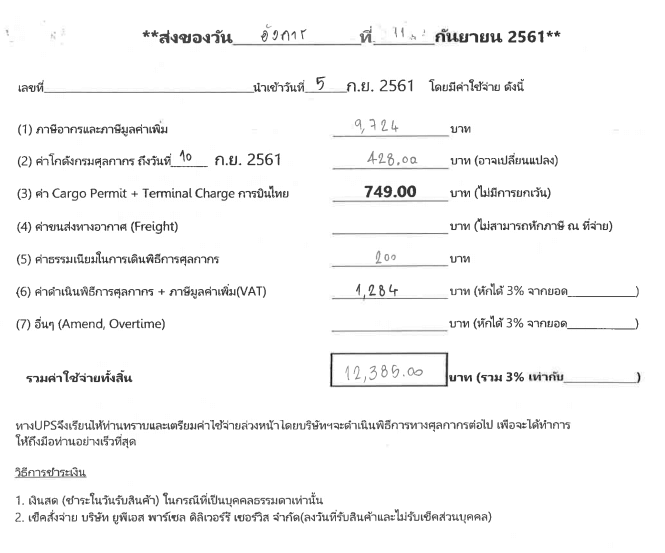 **ส่งของวัน อังคาร ที่ 11 กันยายน 2561**
เลขที่ นำเข้าวันที่ 5 ก.ย. 2561 โดยมีค่าใช้จ่าย ดังนี้
(1) ภาษีอากรและภาษีมูลค่าเพิ่ม 9,724 บาท
(2) ค่าโกดังกรมศุลกากร ถึงวันที่ 10 ก.ย. 2561 428.00 บาท (อาจเปลี่ยนแปลง)
(3) ค่า Cargo Permit + Terminal Charge การบินไทย 749.00 บาท (ไม่มีการยกเว้น)
(4) ค่าขนส่งทางอากาศ (Freight) บาท (ไม่สามารถหักภาษี ณ ที่จ่าย)
(5) ค่าธรรมเนียมในการเดินพิธีการศุลกากร 200 บาท
(6) ค่าดำเนินพิธีการศุลกากร + ภาษีมูลค่าเพิ่ม(VAT) 1,284 บาท (หักได้ 3% จากยอด )
(7) อื่นๆ (Amend, Overtime) บาท (หักได้ 3% จากยอด )
รวมค่าใช้จ่ายทั้งสิ้น 12,385.00 บาท (รวม 3% เท่ากับ )
ทางUPSจึงเรียนให้ท่านทราบและเตรียมค่าใช้จ่ายล่วงหน้าโดยบริษัทฯจะดำเนินพิธีการทางศุลกากรต่อไป เพื่อจะได้ทำการ
ให้ถึงมือท่านอย่างเร็วที่สุด
วิธีการชำระเงิน
1. เงินสด (ชำระในวันรับสินค้า) ในกรณีที่เป็นบุคคลธรรมดาเท่านั้น
2. เช็คสั่งจ่าย บริษัท ยูพีเอส พาร์เซล ดิลิเวอร์รี เซอร์วิส จำกัด(ลงวันที่รับสินค้าและไม่รับเช็คส่วนบุคคล)